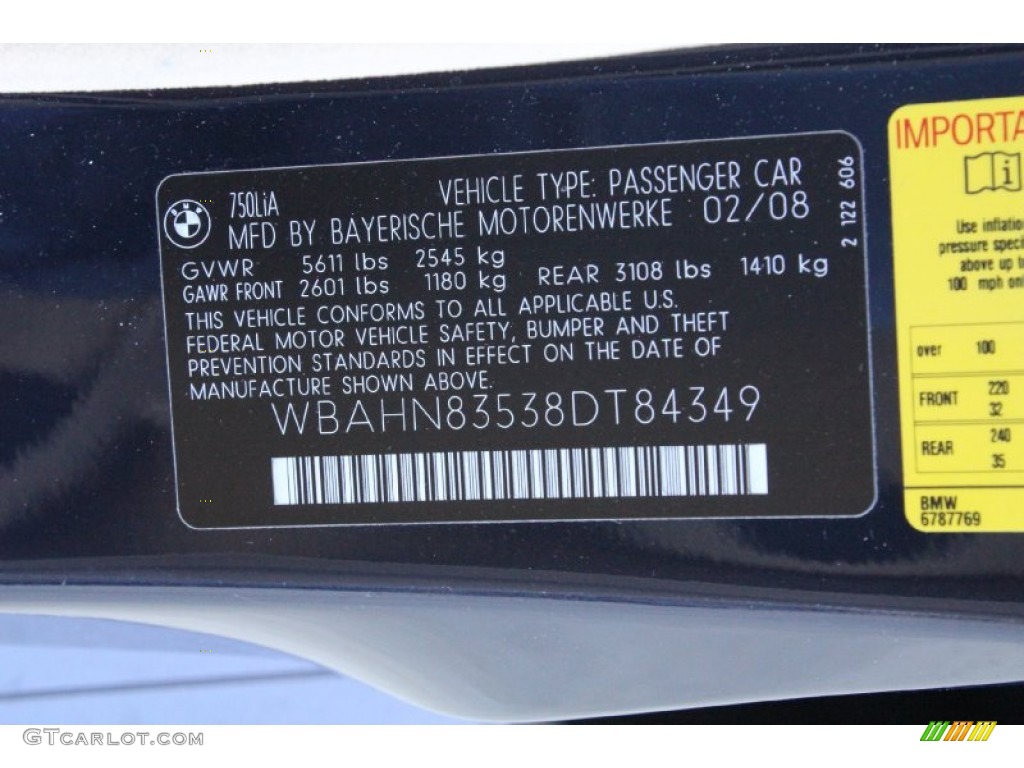 BMW
750LiA
VEHICLE TYPE: PASSENGER CAR
MFD BY BAYERISCHE MOTORENWERKE 02/08
2 122 606
GVWR 5611 lbs 2545 kg
GAWR FRONT 2601 lbs 1180 kg REAR 3108 lbs 1410 kg
THIS VEHICLE CONFORMS TO ALL APPLICABLE U.S.
FEDERAL MOTOR VEHICLE SAFETY, BUMPER AND THEFT
PREVENTION STANDARDS IN EFFECT ON THE DATE OF
MANUFACTURE SHOWN ABOVE.
WBAHN83538DT84349
IMPORTA
i
Use inflatio
pressure speci
above up to
100 mph on
over 100
FRONT 220
32
REAR 240
35
BMW
6787769
GTCARLOT.COM